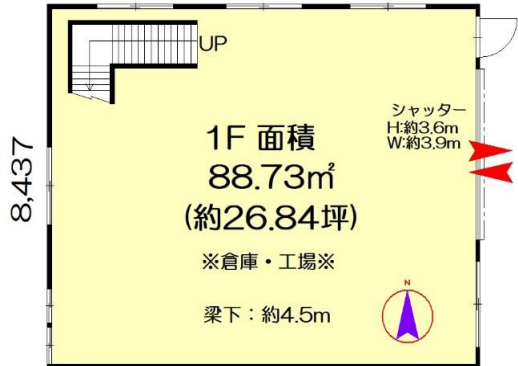 UP
シャッター
H:約3.6m
W:約3.9m
8,437
1F 面積
88.73㎡
(約26.84坪)
※倉庫・工場※
梁下：約4.5m
N